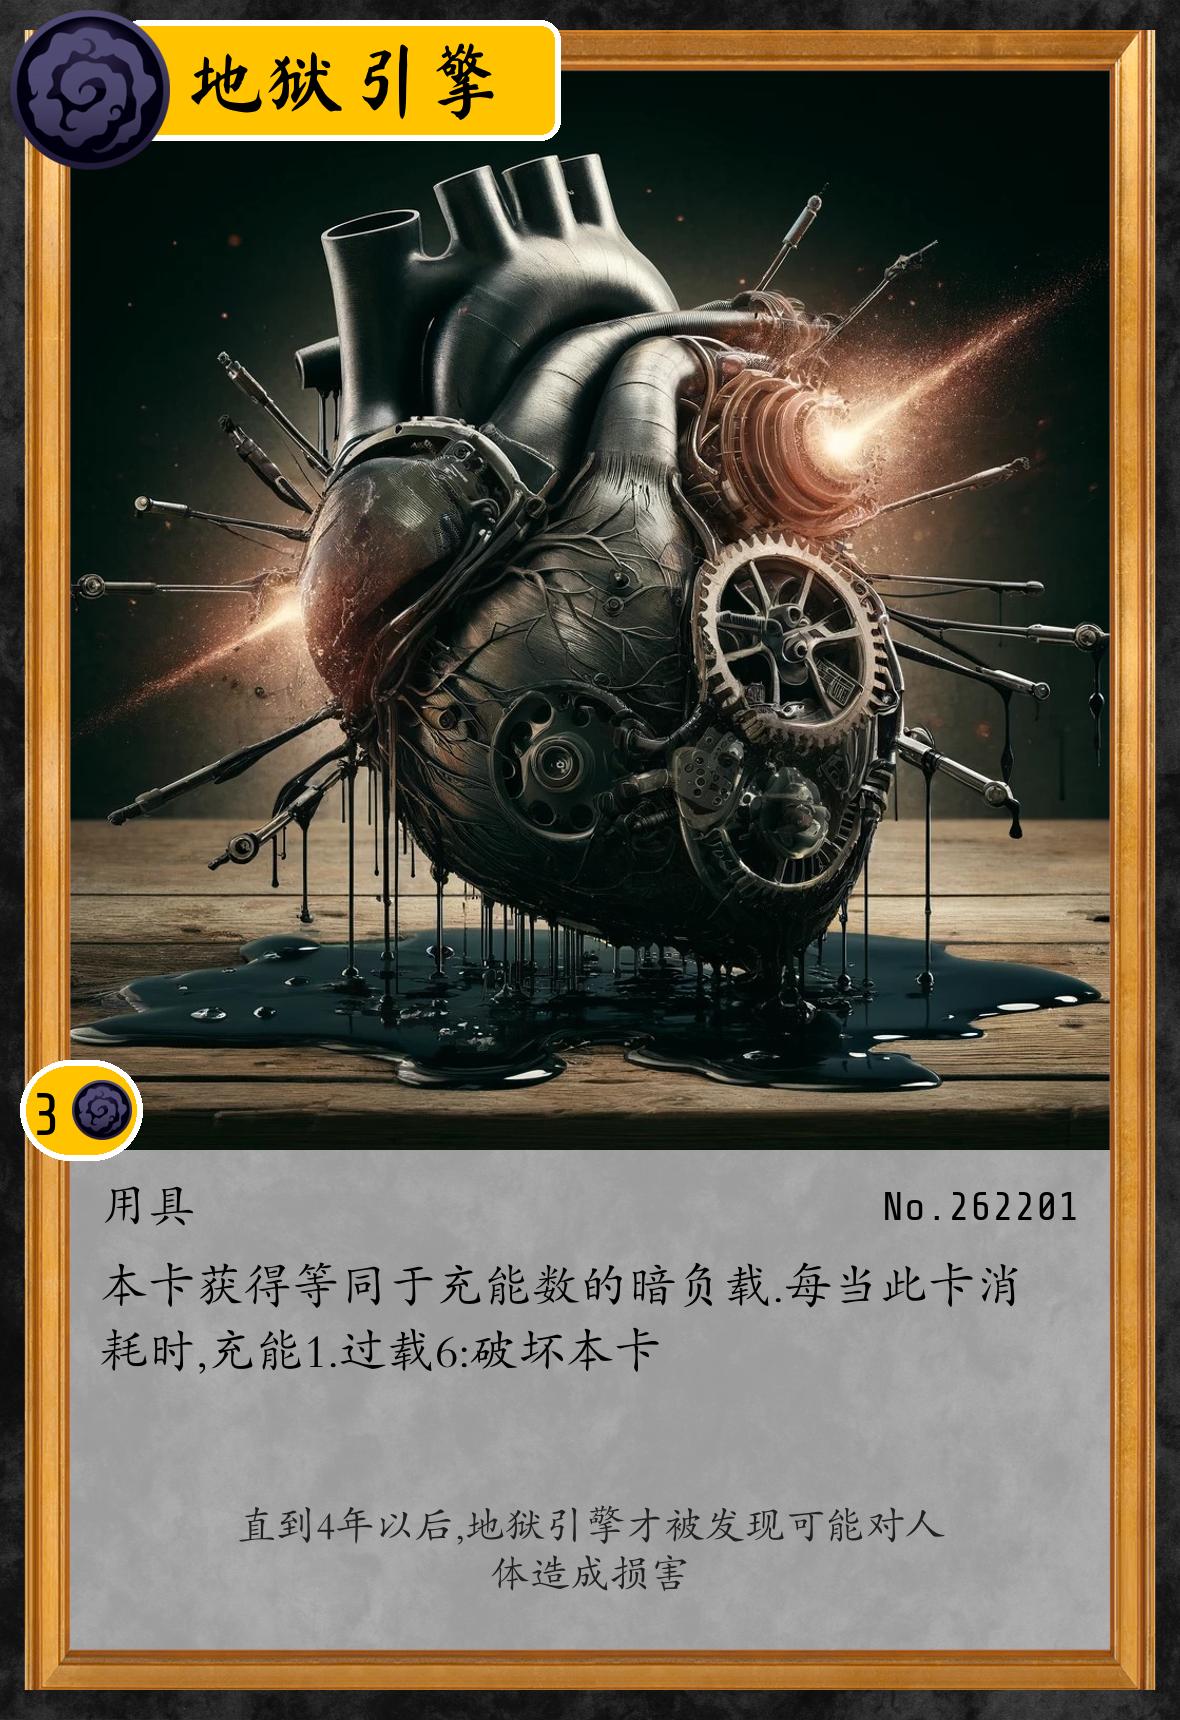 地狱引擎
3
用具
No.262201
本卡获得等同于充能数的暗负载.每当此卡消
耗时,充能1.过载6:破坏本卡
直到4年以后,地狱引擎才被发现可能对人
体造成损害